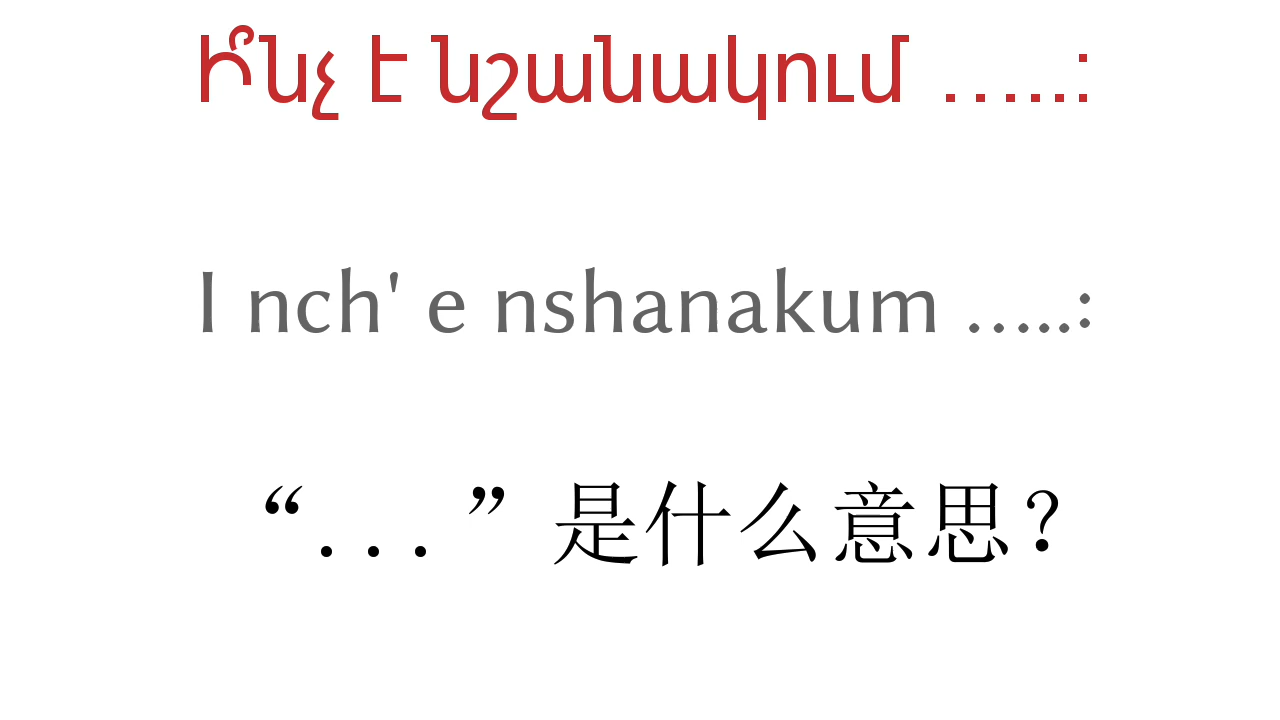 Ի՞նչ է նշանակում …..:
I nch' e nshanakum …..:
“...” 是什么意思？